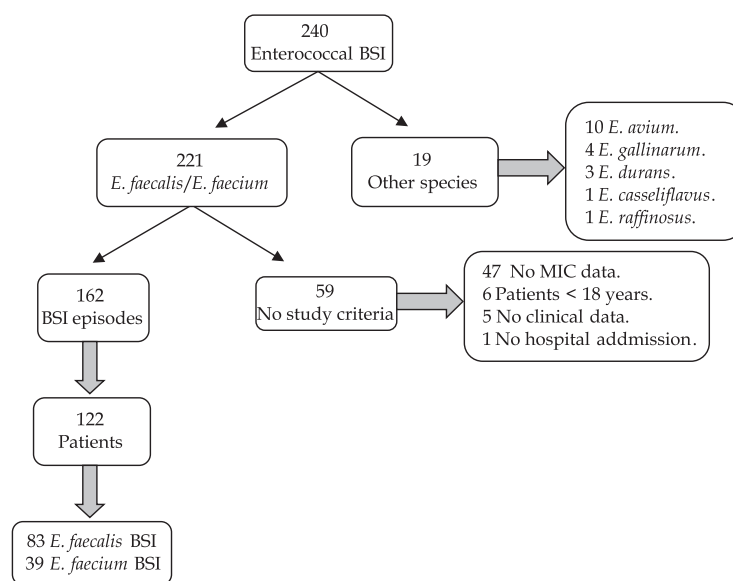 240
Enterococcal BSI
221
E. faecalis/E. faecium
19
Other species
10 E. avium.
4 E. gallinarum.
3 E. durans.
1 E. casseliflavus.
1 E. raffinosus.
162
BSI episodes
59
No study criteria
47 No MIC data.
6 Patients < 18 years.
5 No clinical data.
1 No hospital addmission.
122
Patients
83 E. faecalis BSI
39 E. faecium BSI